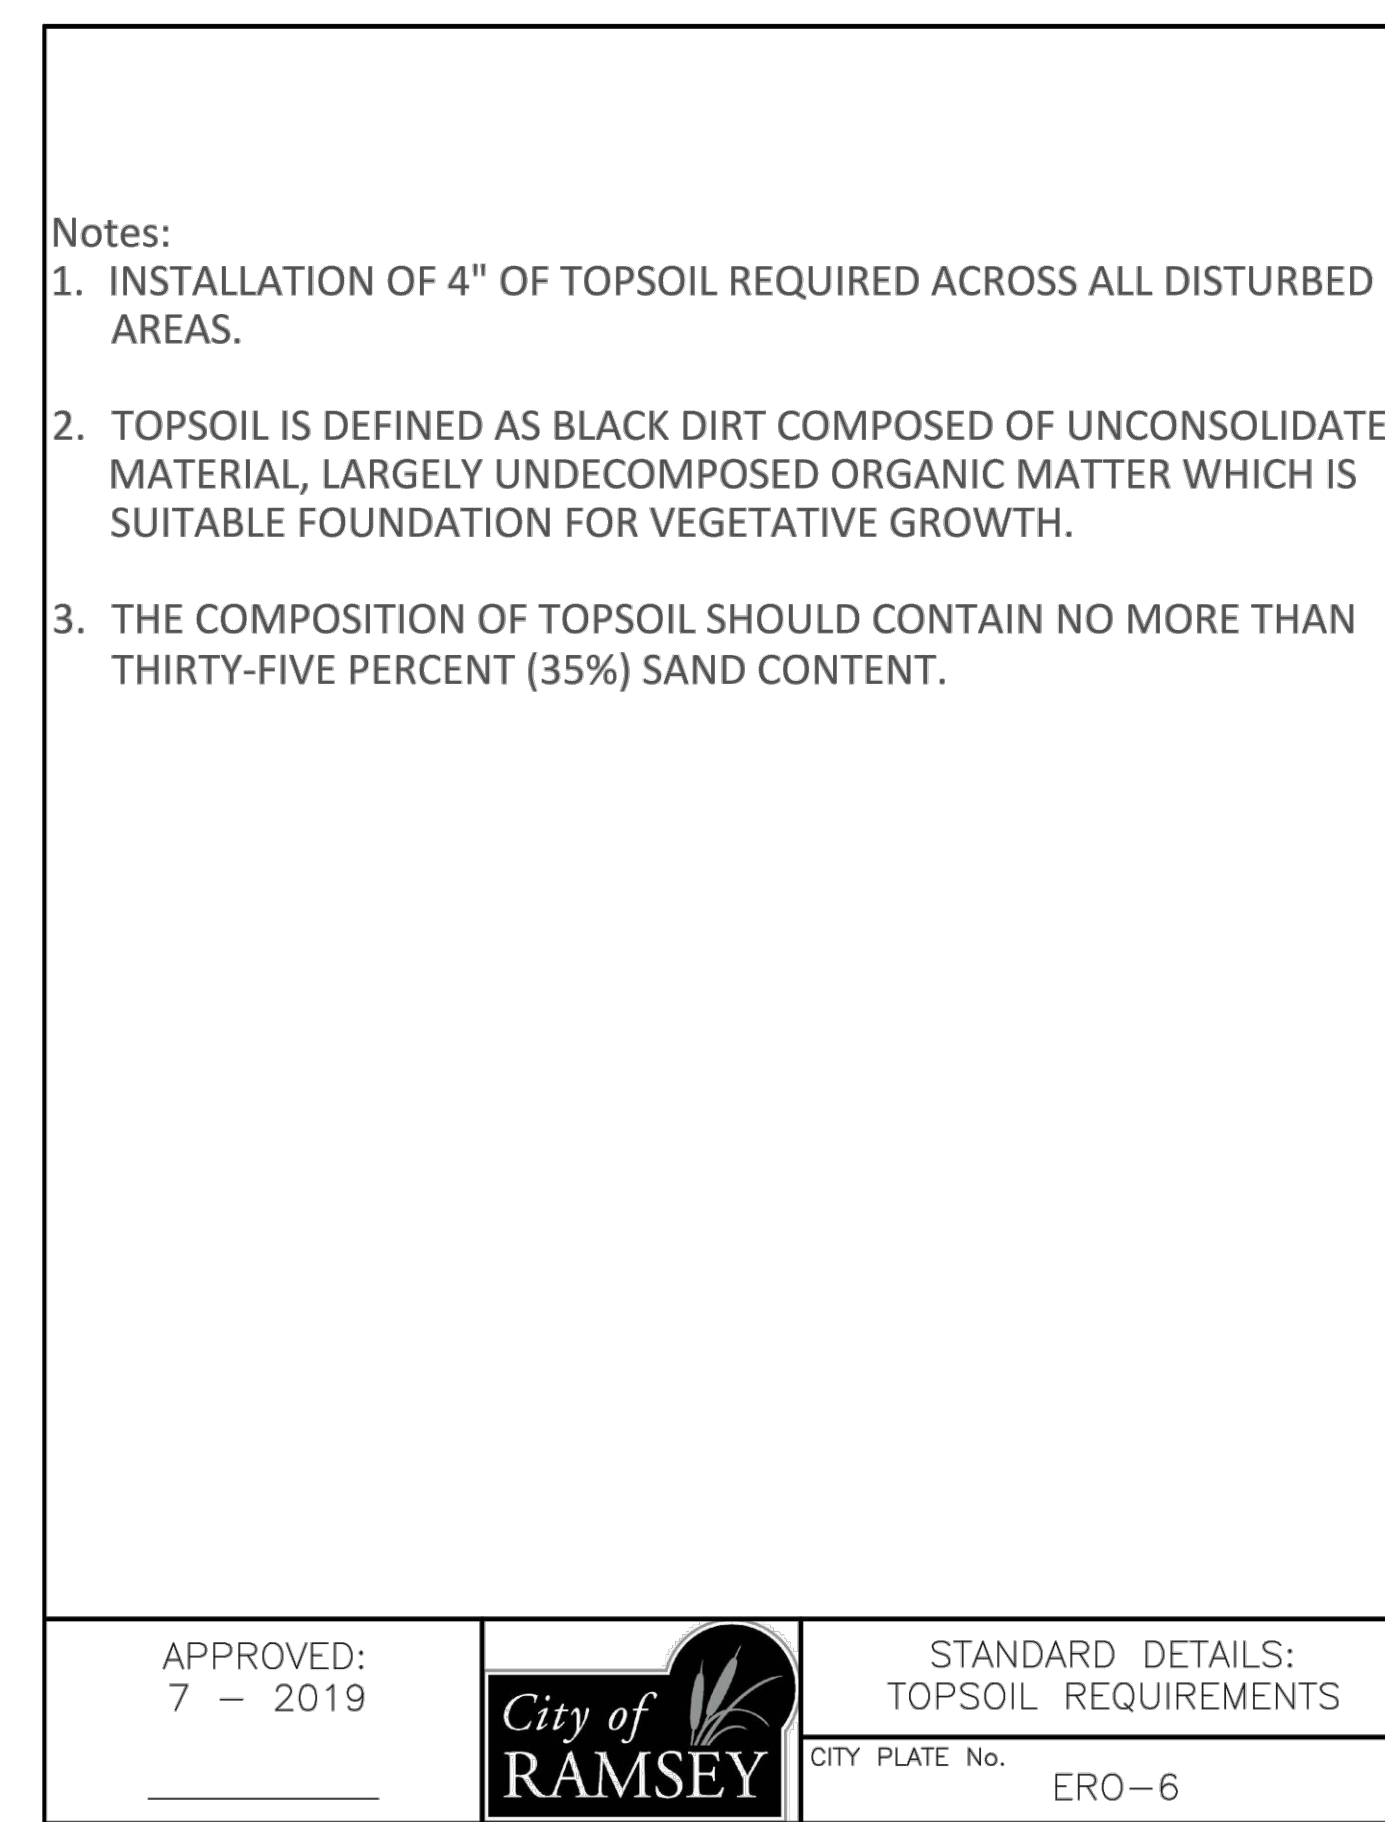 Notes:
1. INSTALLATION OF 4" OF TOPSOIL REQUIRED ACROSS ALL DISTURBED
AREAS.
2. TOPSOIL IS DEFINED AS BLACK DIRT COMPOSED OF UNCONSOLIDATE
MATERIAL, LARGELY UNDECOMPOSED ORGANIC MATTER WHICH IS
SUITABLE FOUNDATION FOR VEGETATIVE GROWTH.
3. THE COMPOSITION OF TOPSOIL SHOULD CONTAIN NO MORE THAN
THIRTY-FIVE PERCENT (35%) SAND CONTENT.
APPROVED:
7 – 2019
City of
RAMSEY
STANDARD DETAILS:
TOPSOIL REQUIREMENTS
CITY PLATE No.
ERO–6